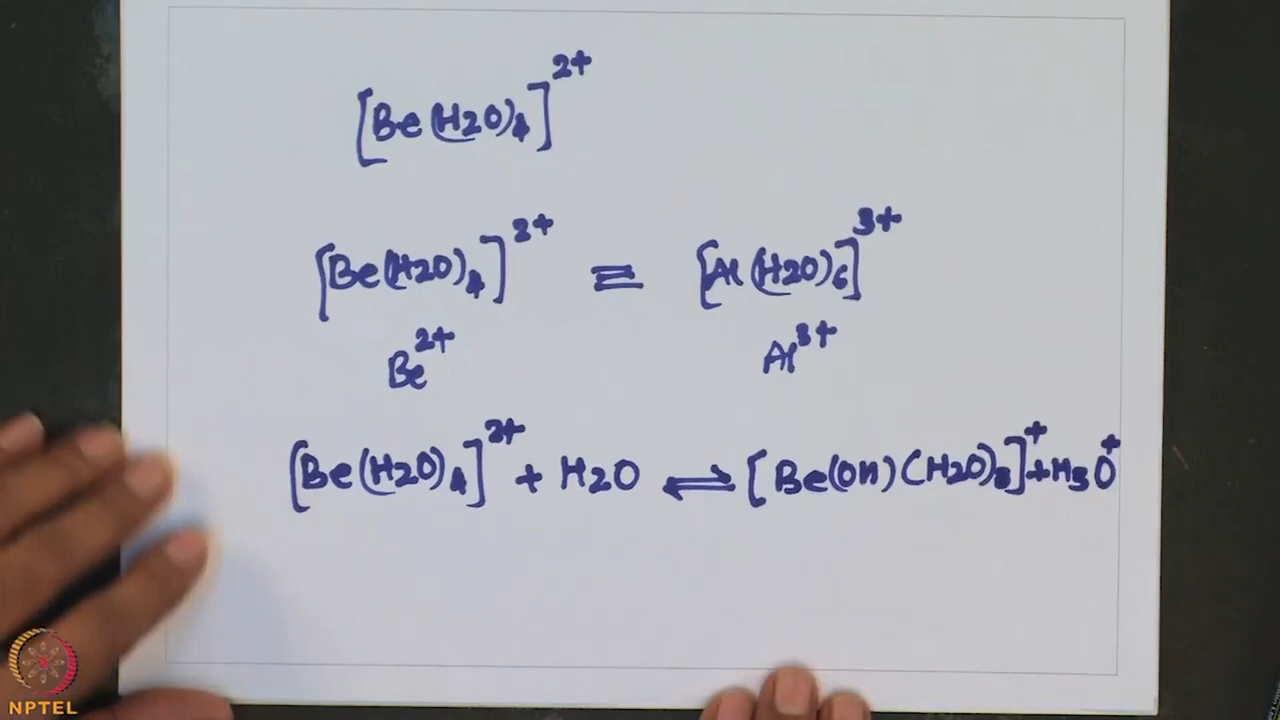 [Be(H2O)4]2+
[Be(H2O)4]2+ ≡ [Al(H2O)6]3+
Be2+ Al3+
[Be(H2O)4]2+ + H2O ⇌ [Be(OH)(H2O)3]+ + H3O+
NPTEL